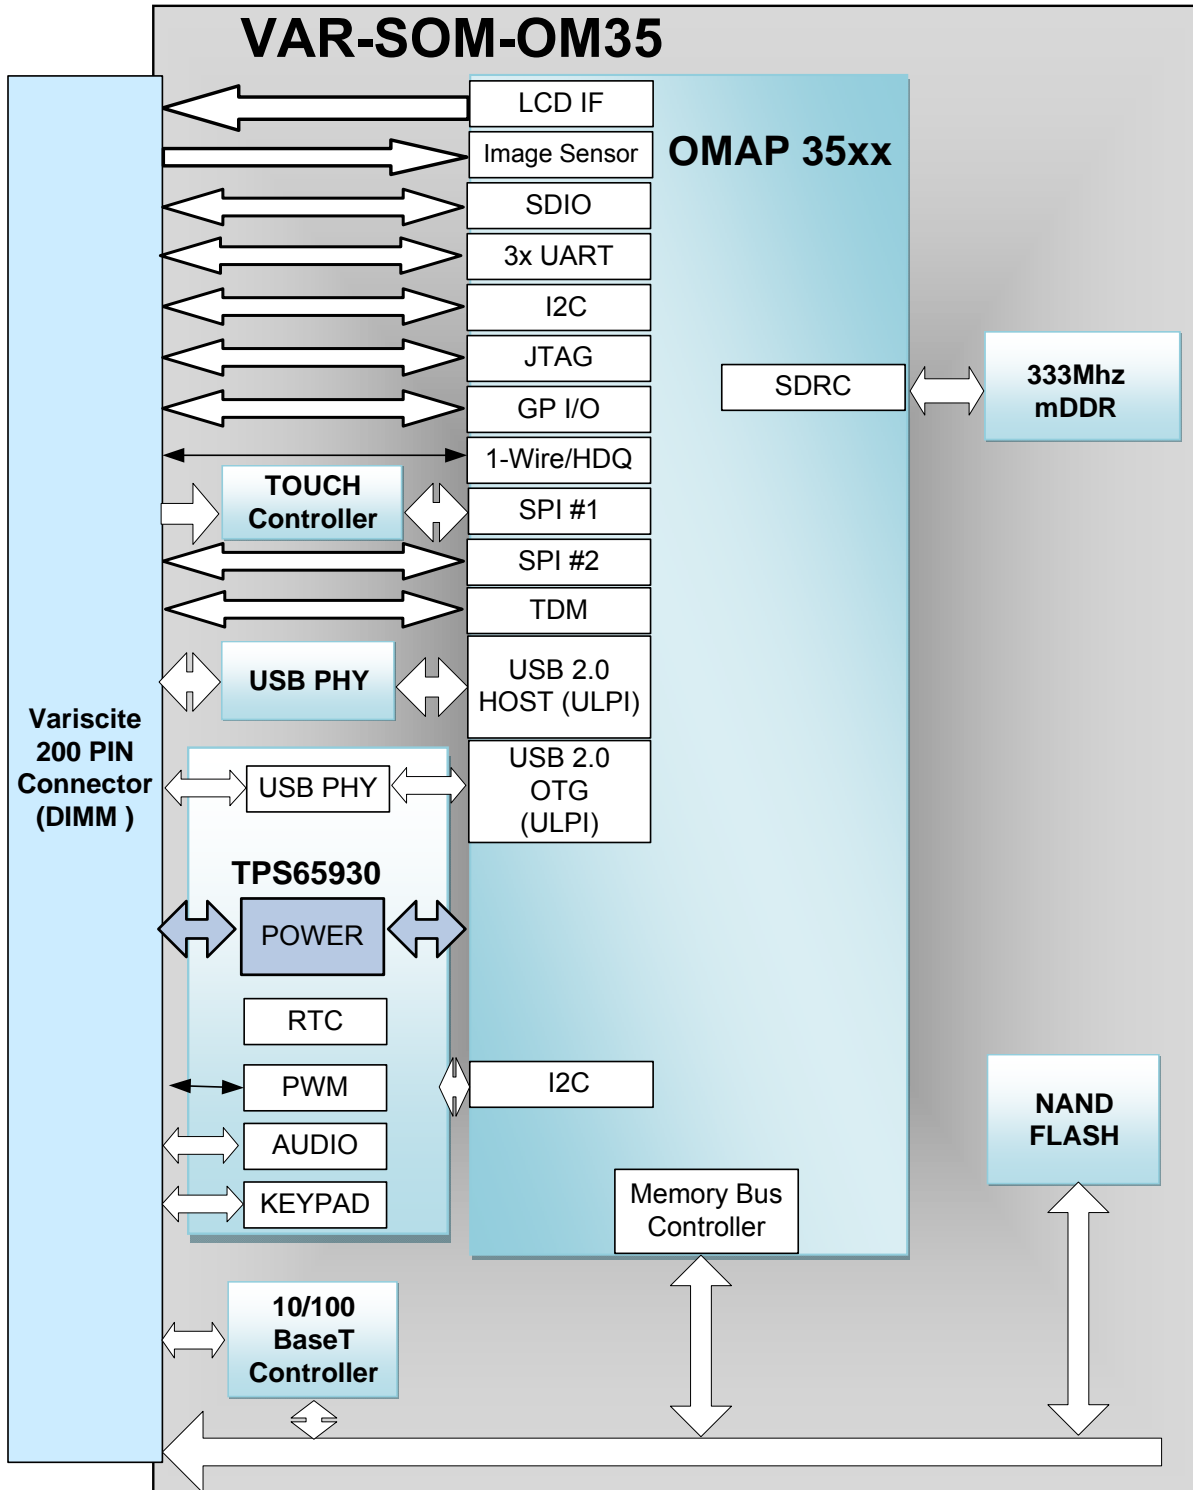 VAR-SOM-OM35
LCD IF
Image Sensor
OMAP 35xx
SDIO
3x UART
I2C
JTAG
GP I/O
1-Wire/HDQ
SDRC
333Mhz
mDDR
TOUCH
Controller
SPI #1
SPI #2
TDM
USB PHY
USB 2.0
HOST (ULPI)
Variscite
200 PIN
Connector
(DIMM )
USB PHY
USB 2.0
OTG
(ULPI)
TPS65930
POWER
RTC
PWM
I2C
AUDIO
KEYPAD
NAND
FLASH
Memory Bus
Controller
10/100
BaseT
Controller